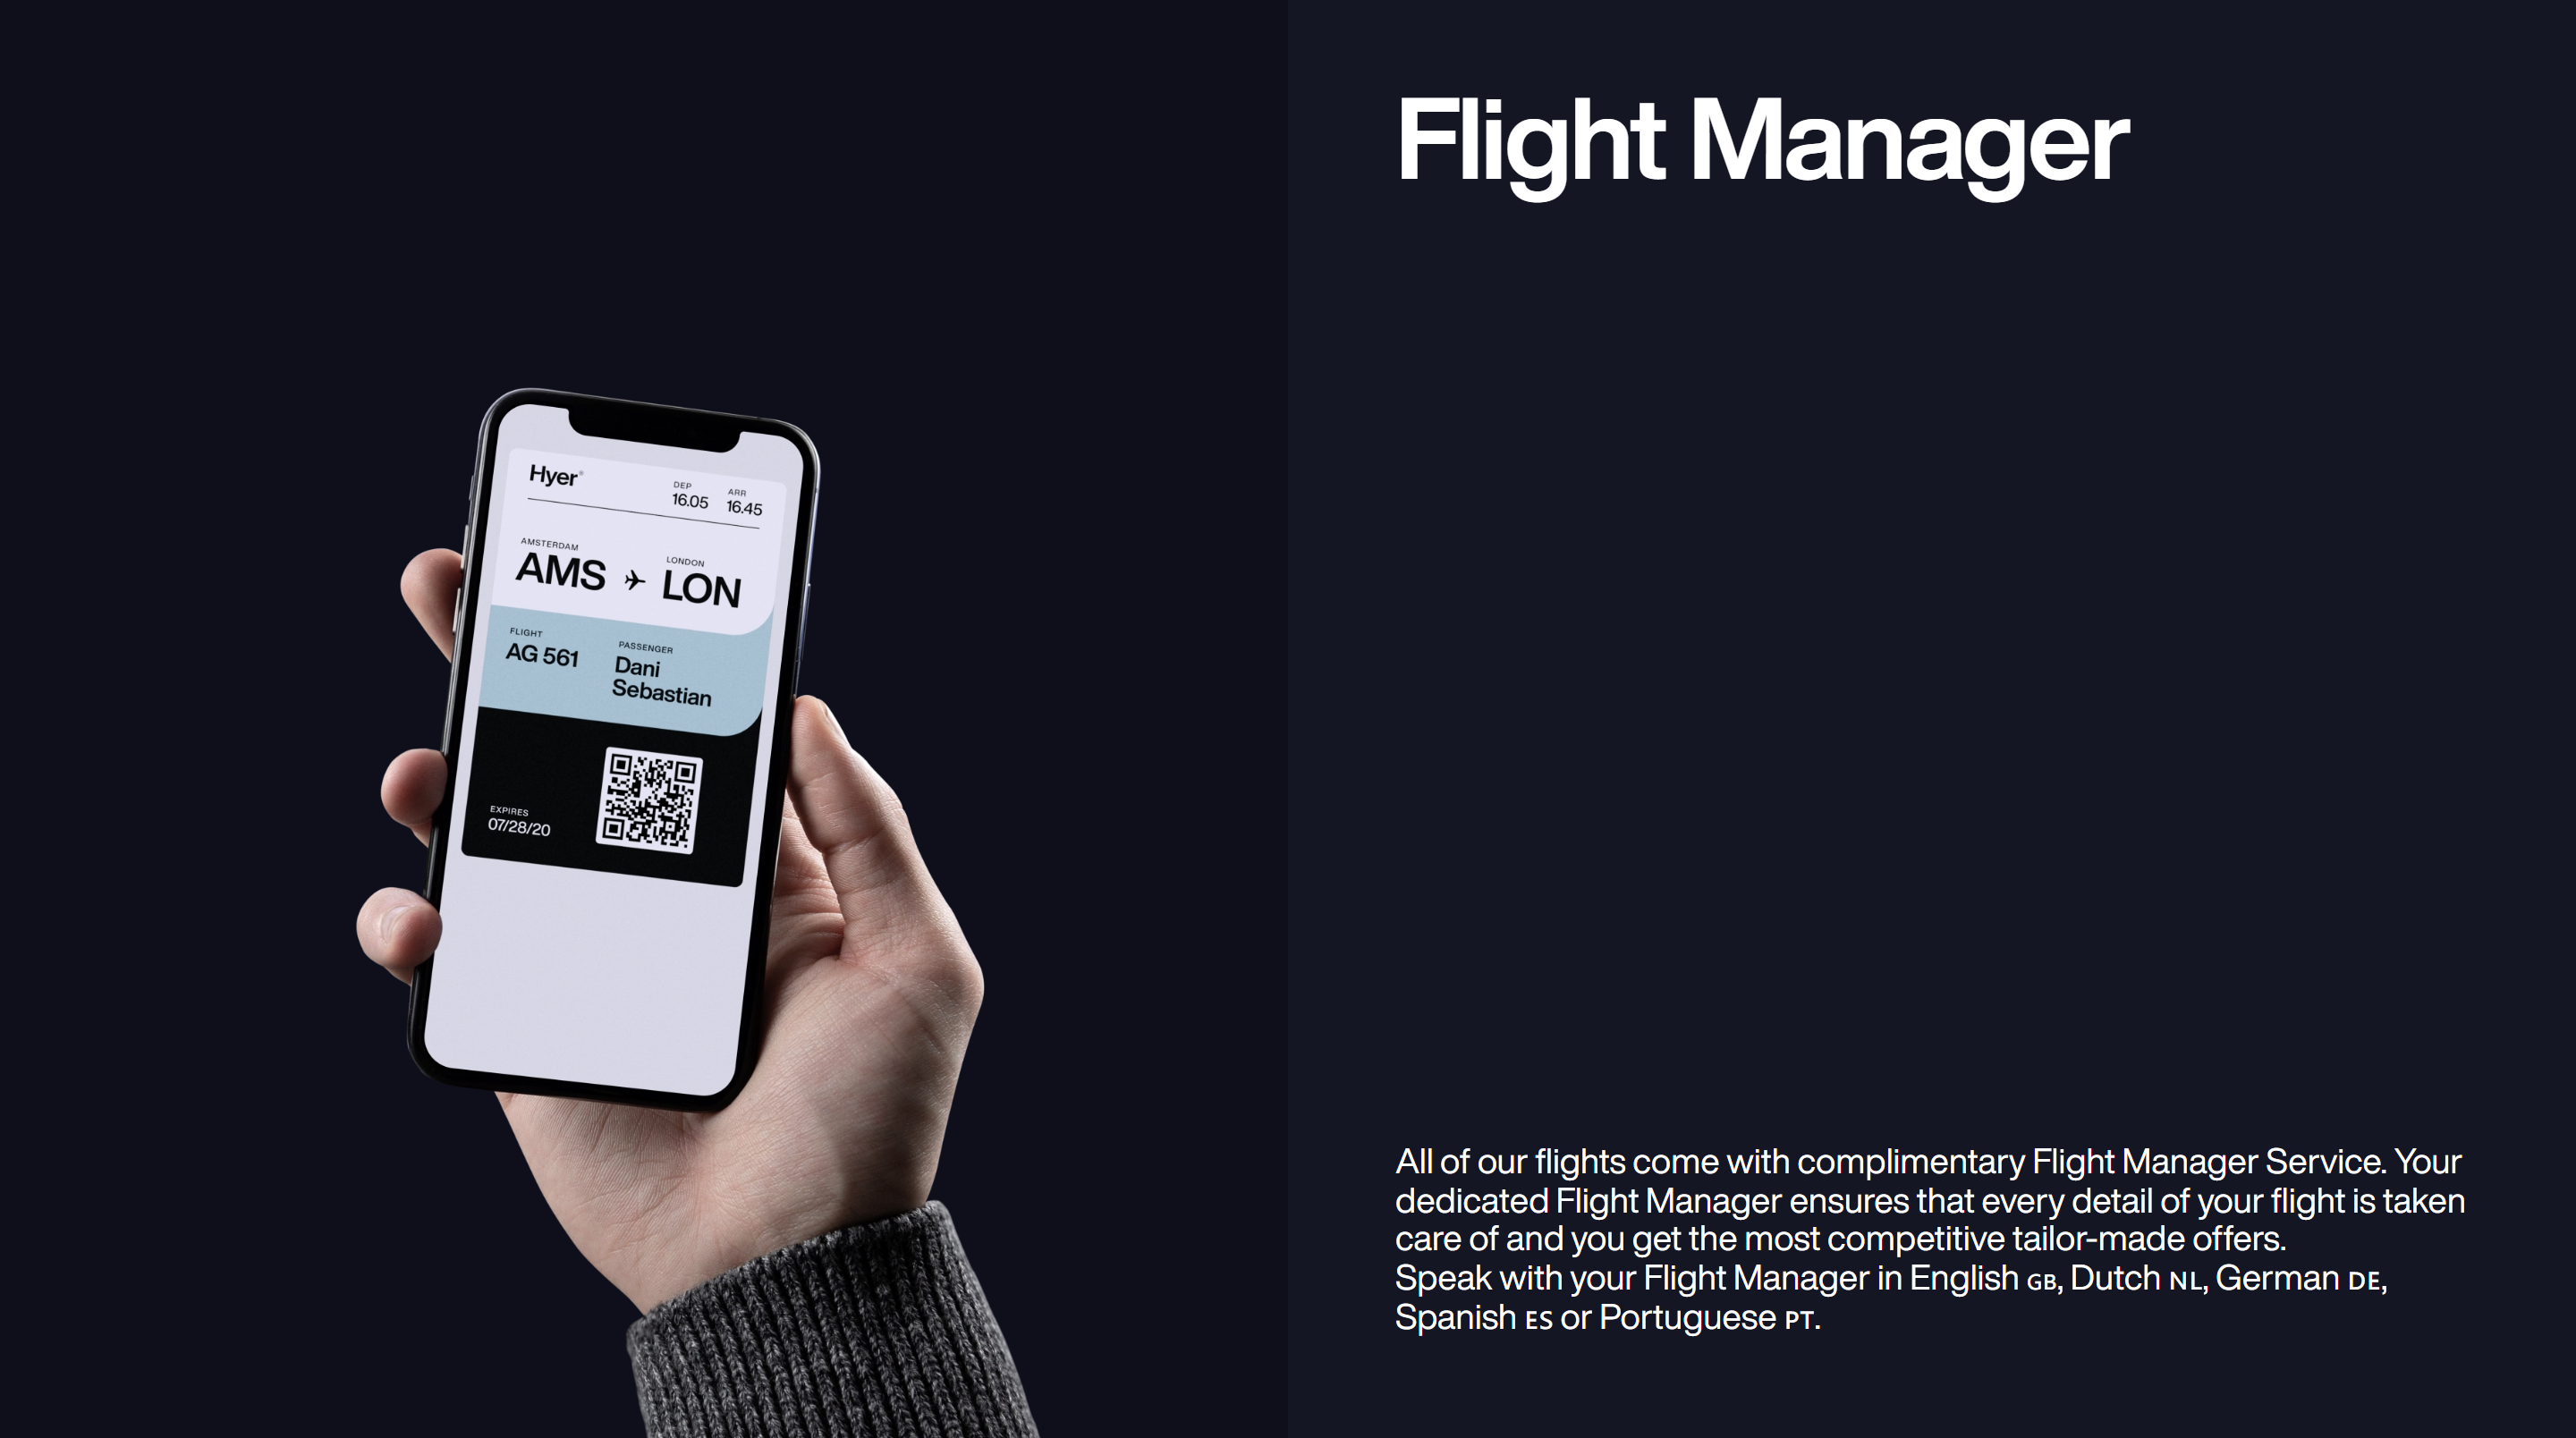 Flight Manager
Hyer®
DEP
16.05
ARR
16.45
AMSTERDAM
AMS
LONDON
LON
FLIGHT
AG 561
PASSENGER
Dani
Sebastian
EXPIRES
07/28/20
All of our flights come with complimentary Flight Manager Service. Your
dedicated Flight Manager ensures that every detail of your flight is taken
care of and you get the most competitive tailor-made offers.
Speak with your Flight Manager in English GB, Dutch NL, German DE,
Spanish ES or Portuguese PT.